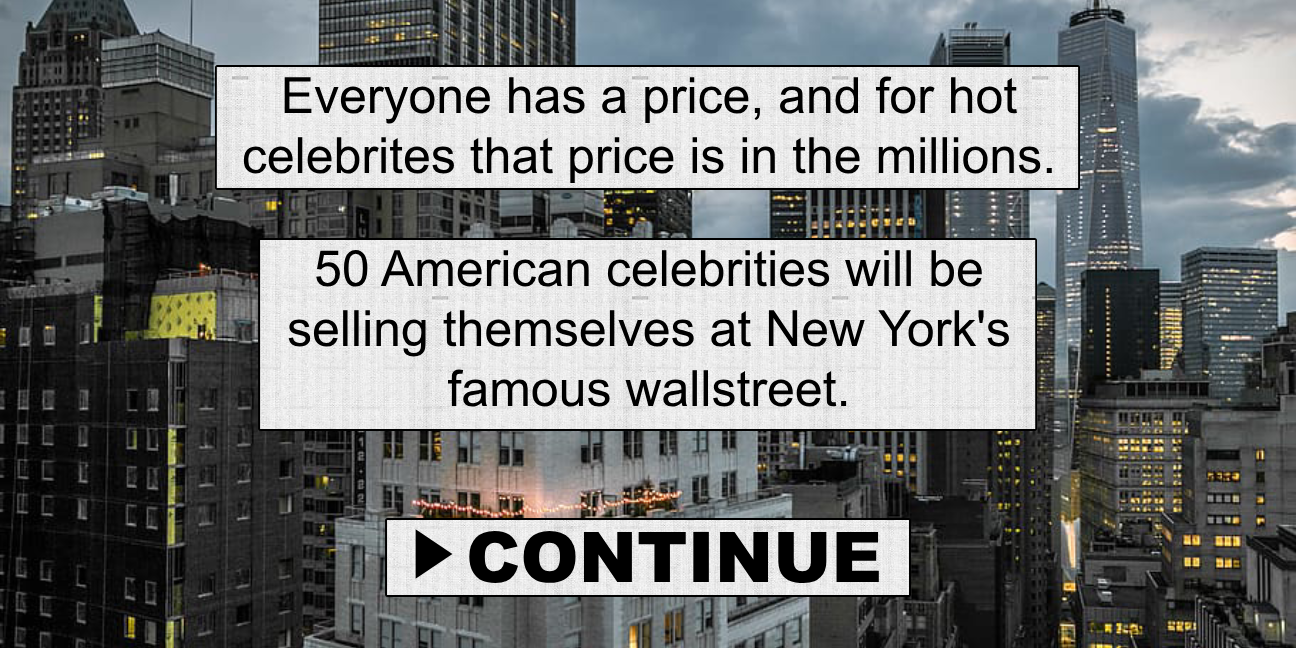 Everyone has a price, and for hot
celebrites that price is in the millions.
50 American celebrities will be
selling themselves at New York's
famous wallstreet.
CONTINUE